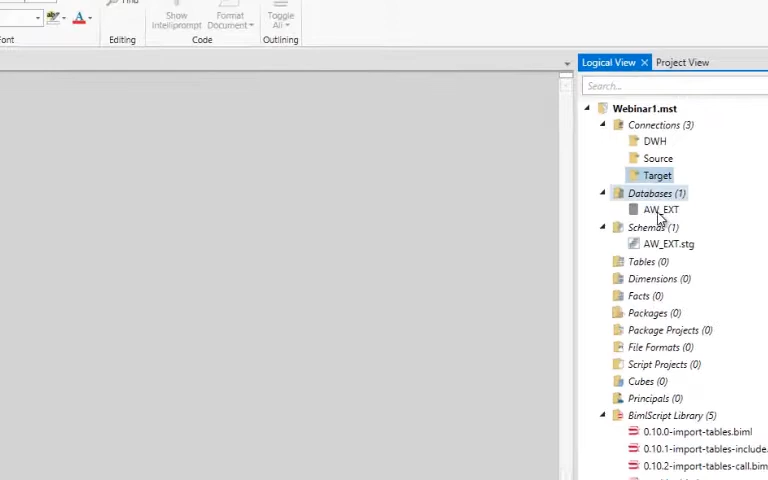 Find
Show
Intelliprompt
Format
Document
Toggle
All
Editing
Code
Outlining
Logical View
Project View
Search...
Webinar1.mst
Connections (3)
DWH
Source
Target
Databases (1)
AW_EXT
Schemas (1)
AW_EXT.stg
Tables (0)
Dimensions (0)
Facts (0)
Packages (0)
Package Projects (0)
File Formats (0)
Script Projects (0)
Cubes (0)
Principals (0)
BimlScript Library (5)
0.10.0-import-tables.biml
0.10.1-import-tables-include.
0.10.2-import-tables-call.bim